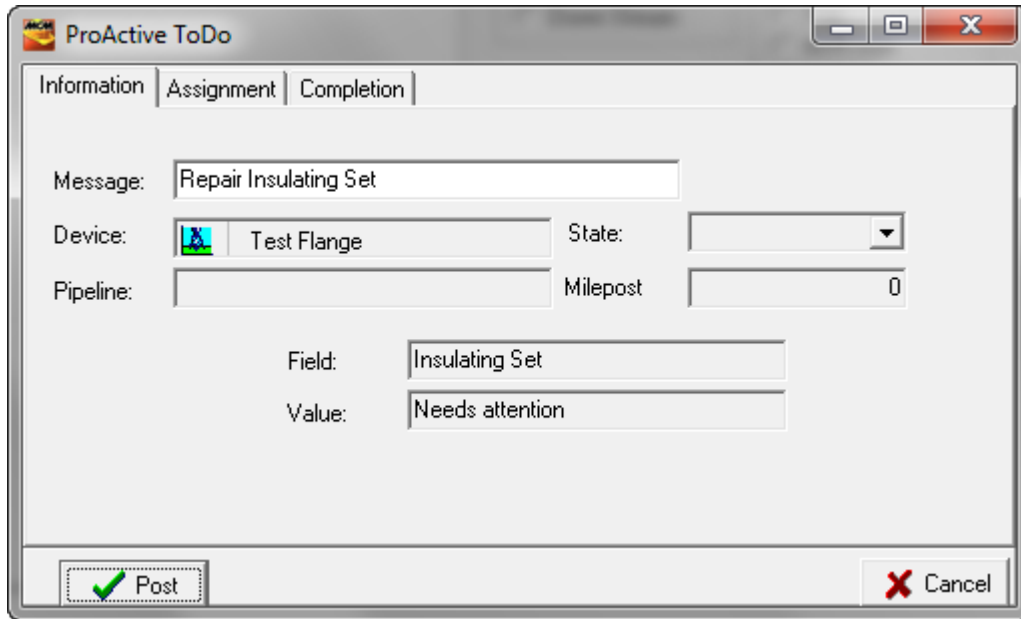 MCM
ProActive ToDo
Information Assignment Completion
Message: Repair Insulating Set
Device: Test Flange State:
Pipeline: Milepost 0
Field: Insulating Set
Value: Needs attention
Post Cancel